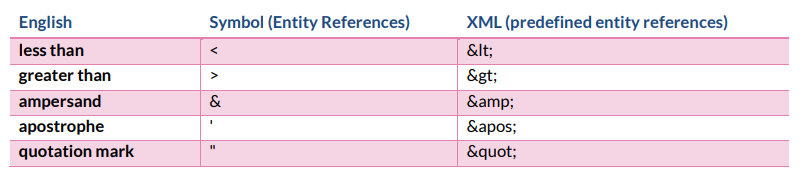 English Symbol (Entity References) XML (predefined entity references)
less than < &lt;
greater than > &gt;
ampersand & &amp;
apostrophe ' &apos;
quotation mark " &quot;